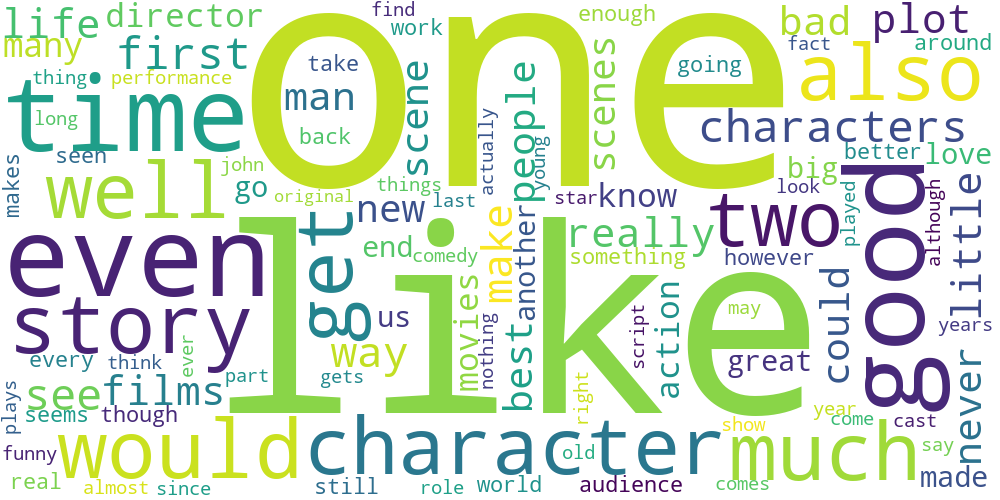 life director find work enough bad plot
many first one also
thing performance take going fact around
time man scene scenes characters
long back people actually young
seen john go things last star know big better love
makes well original new look
even get end comedy another really two played although little
like make something however good
story us movies nothing best action may could years
way script great
every think ever part gets
see films right
plays seems though year come cast never
funny would character show much say
real almost since still role world old audience comes made